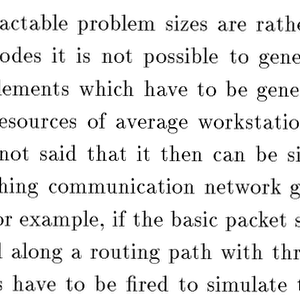 actable problem sizes are rathe
odes it is not possible to gene
lements which have to be gene
esources of average workstatio
not said that it then can be si
hing communication network g
or example, if the basic packet s
l along a routing path with thr
s have to be fired to simulate t